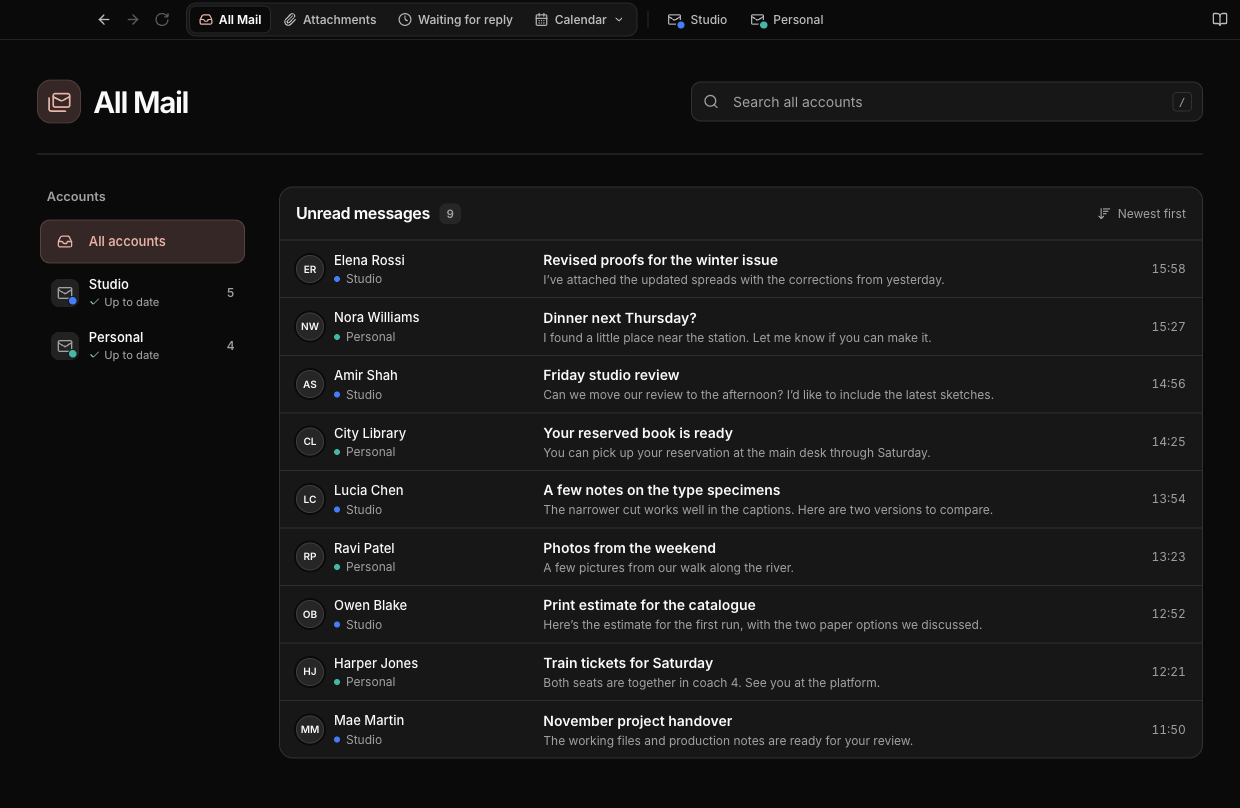 All Mail Attachments Waiting for reply Calendar Studio Personal
All Mail
Search all accounts /
Accounts
All accounts
Studio
Up to date
5
Personal
Up to date
4
Unread messages 9 Newest first
ER Elena Rossi Revised proofs for the winter issue 15:58
Studio I’ve attached the updated spreads with the corrections from yesterday.
NW Nora Williams Dinner next Thursday? 15:27
Personal I found a little place near the station. Let me know if you can make it.
AS Amir Shah Friday studio review 14:56
Studio Can we move our review to the afternoon? I’d like to include the latest sketches.
CL City Library Your reserved book is ready 14:25
Personal You can pick up your reservation at the main desk through Saturday.
LC Lucia Chen A few notes on the type specimens 13:54
Studio The narrower cut works well in the captions. Here are two versions to compare.
RP Ravi Patel Photos from the weekend 13:23
Personal A few pictures from our walk along the river.
OB Owen Blake Print estimate for the catalogue 12:52
Studio Here’s the estimate for the first run, with the two paper options we discussed.
HJ Harper Jones Train tickets for Saturday 12:21
Personal Both seats are together in coach 4. See you at the platform.
MM Mae Martin November project handover 11:50
Studio The working files and production notes are ready for your review.